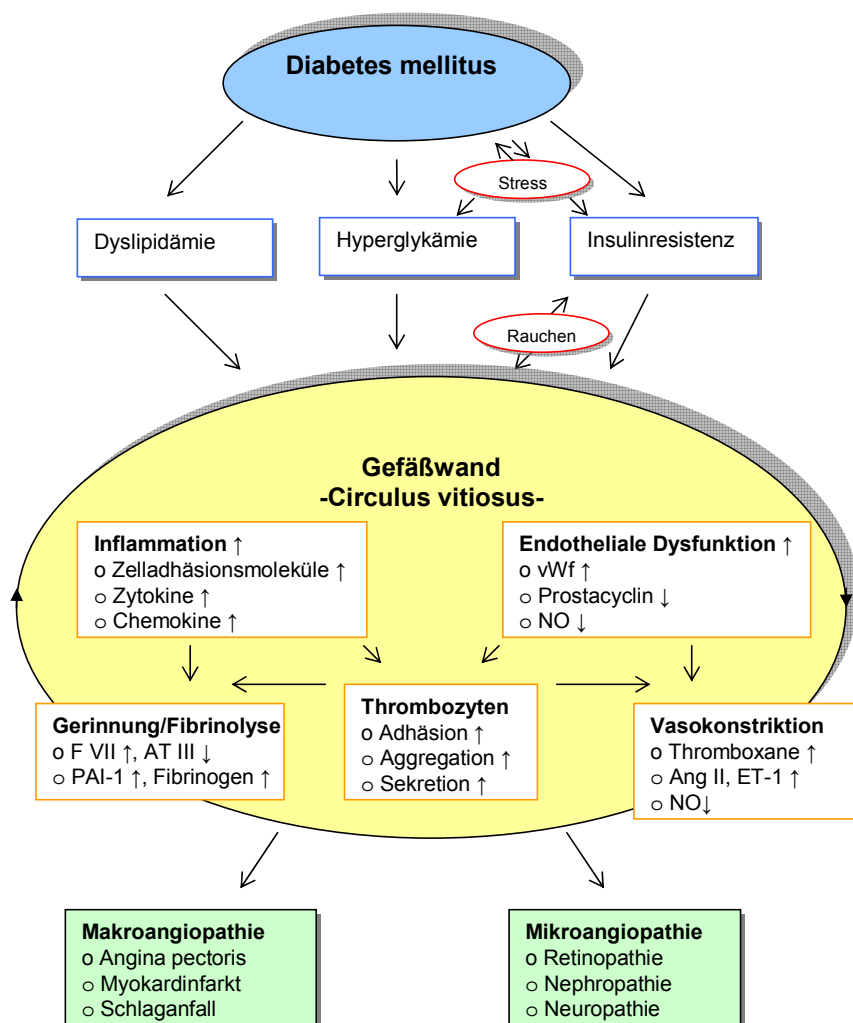 Diabetes mellitus
Stress
Dyslipidämie
Hyperglykämie
Insulinresistenz
Rauchen
Gefäßwand
-Circulus vitiosus-
Inflammation ↑
o Zelladhäsionsmoleküle ↑
o Zytokine ↑
o Chemokine ↑
Endotheliale Dysfunktion ↑
o vWf ↑
o Prostacyclin ↓
o NO ↓
Gerinnung/Fibrinolyse
o F VII ↑, AT III ↓
o PAI-1 ↑, Fibrinogen ↑
Thrombozyten
o Adhäsion ↑
o Aggregation ↑
o Sekretion ↑
Vasokonstriktion
o Thromboxane ↑
o Ang II, ET-1 ↑
o NO↓
Makroangiopathie
o Angina pectoris
o Myokardinfarkt
o Schlaganfall
Mikroangiopathie
o Retinopathie
o Nephropathie
o Neuropathie